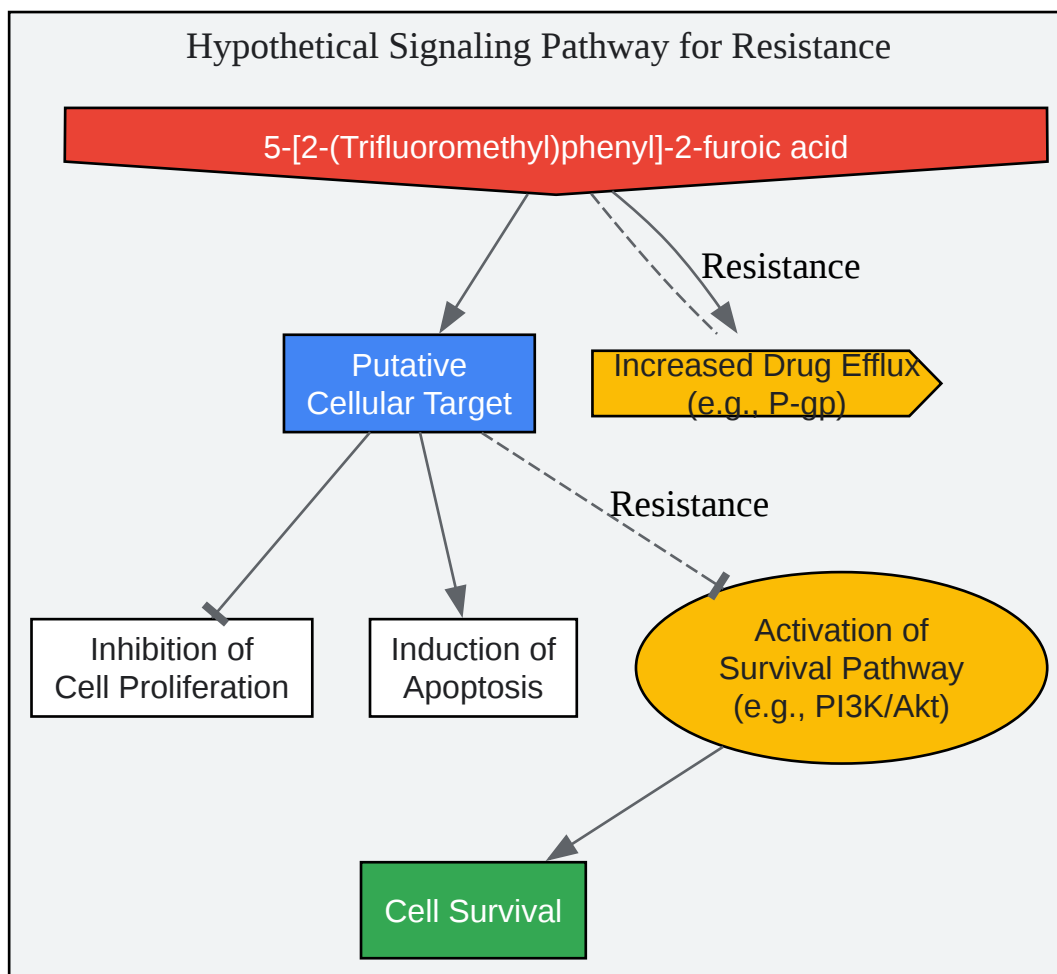 Hypothetical Signaling Pathway for Resistance
5-[2-(Trifluoromethyl)phenyl]-2-furoic acid
Resistance
Putative
Cellular Target
Increased Drug Efflux
(e.g., P-gp)
Resistance
Inhibition of
Cell Proliferation
Induction of
Apoptosis
Activation of
Survival Pathway
(e.g., PI3K/Akt)
Cell Survival